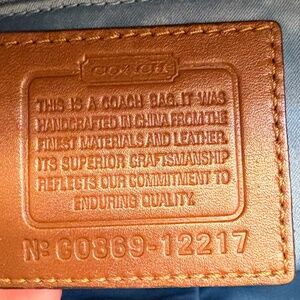 COACH
THIS IS A COACH BAG. IT WAS
HANDCRAFTED IN CHINA FROM THE
FINEST MATERIALS AND LEATHER.
ITS SUPERIOR CRAFTSMANSHIP
REFLECTS OUR COMMITMENT TO
ENDURING QUALITY.
Nº G0869-12217